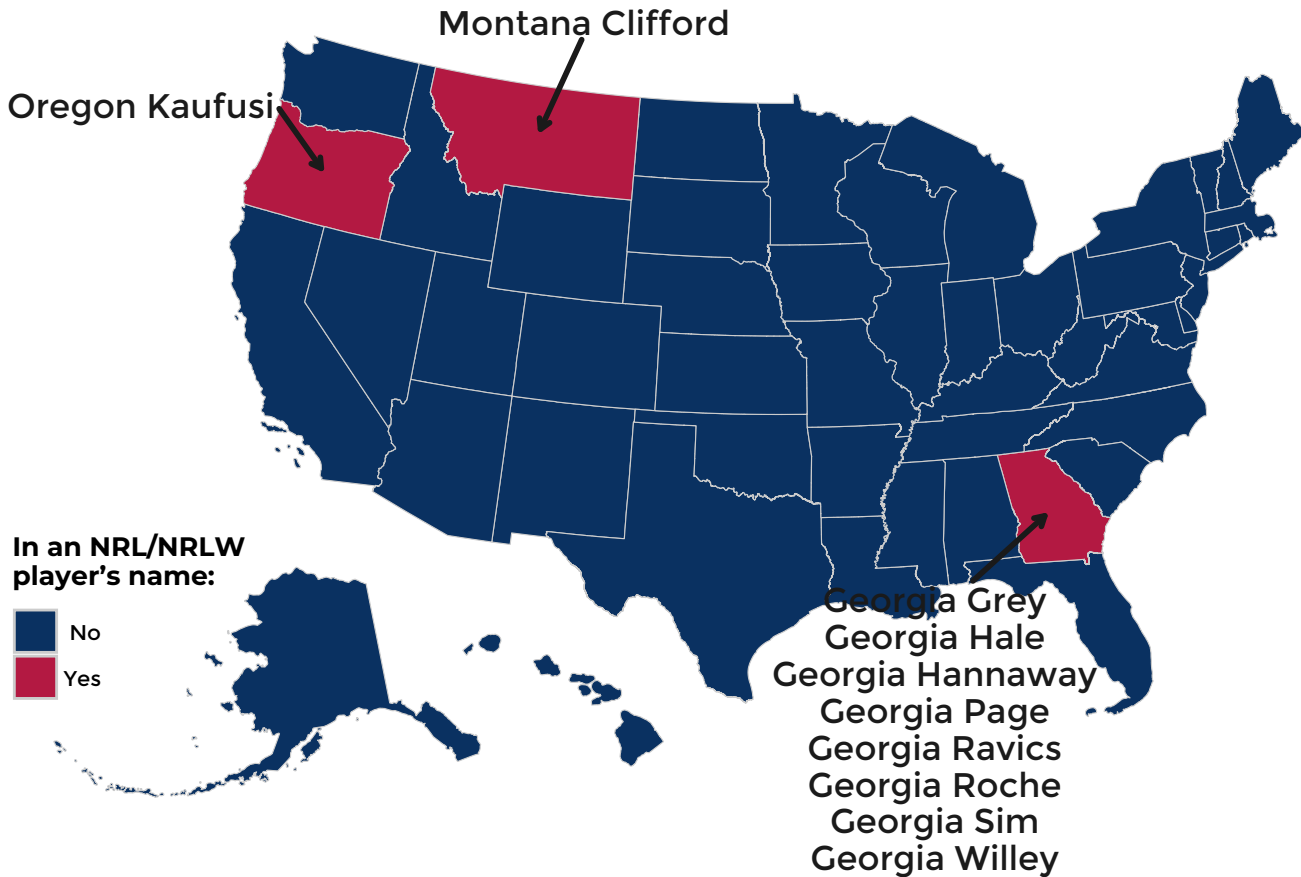 Montana Clifford
Oregon Kaufusi
In an NRL/NRLW
player's name:
No
Yes
Georgia Grey
Georgia Hale
Georgia Hannaway
Georgia Page
Georgia Ravics
Georgia Roche
Georgia Sim
Georgia Willey